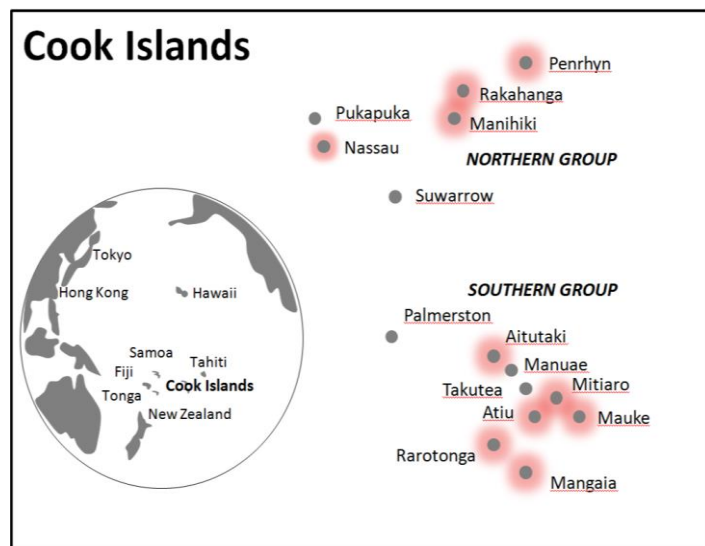 Cook Islands
Penrhyn
Rakahanga
Pukapuka
Manihiki
Nassau
NORTHERN GROUP
Suwarrow
Tokyo
Hong Kong
Hawaii
SOUTHERN GROUP
Palmerston
Aitutaki
Samoa
Tahiti
Manuae
Fiji
Cook Islands
Takutea
Mitiaro
Tonga
New Zealand
Atiu
Mauke
Rarotonga
Mangaia